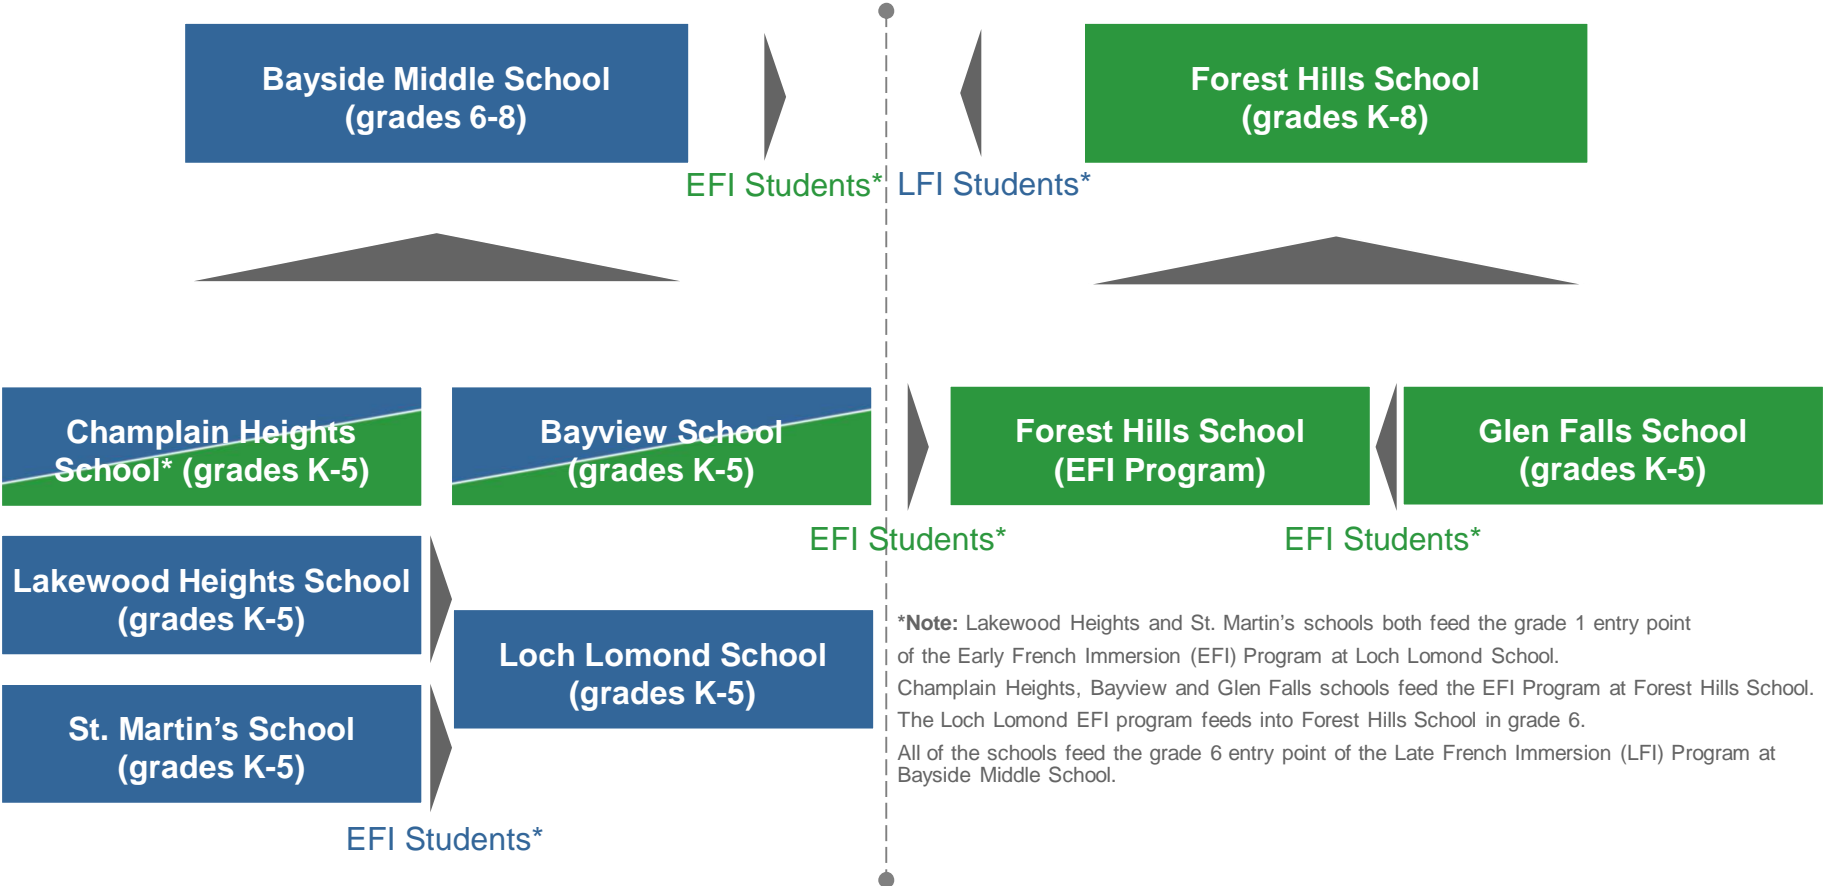 Bayside Middle School
(grades 6-8)
Forest Hills School
(grades K-8)
EFI Students*
LFI Students*
Champlain Heights
School* (grades K-5)
Bayview School
(grades K-5)
Forest Hills School
(EFI Program)
Glen Falls School
(grades K-5)
EFI Students*
EFI Students*
Lakewood Heights School
(grades K-5)
Loch Lomond School
(grades K-5)
St. Martin’s School
(grades K-5)
EFI Students*
*Note: Lakewood Heights and St. Martin’s schools both feed the grade 1 entry point
of the Early French Immersion (EFI) Program at Loch Lomond School.
Champlain Heights, Bayview and Glen Falls schools feed the EFI Program at Forest Hills School.
The Loch Lomond EFI program feeds into Forest Hills School in grade 6.
All of the schools feed the grade 6 entry point of the Late French Immersion (LFI) Program at
Bayside Middle School.